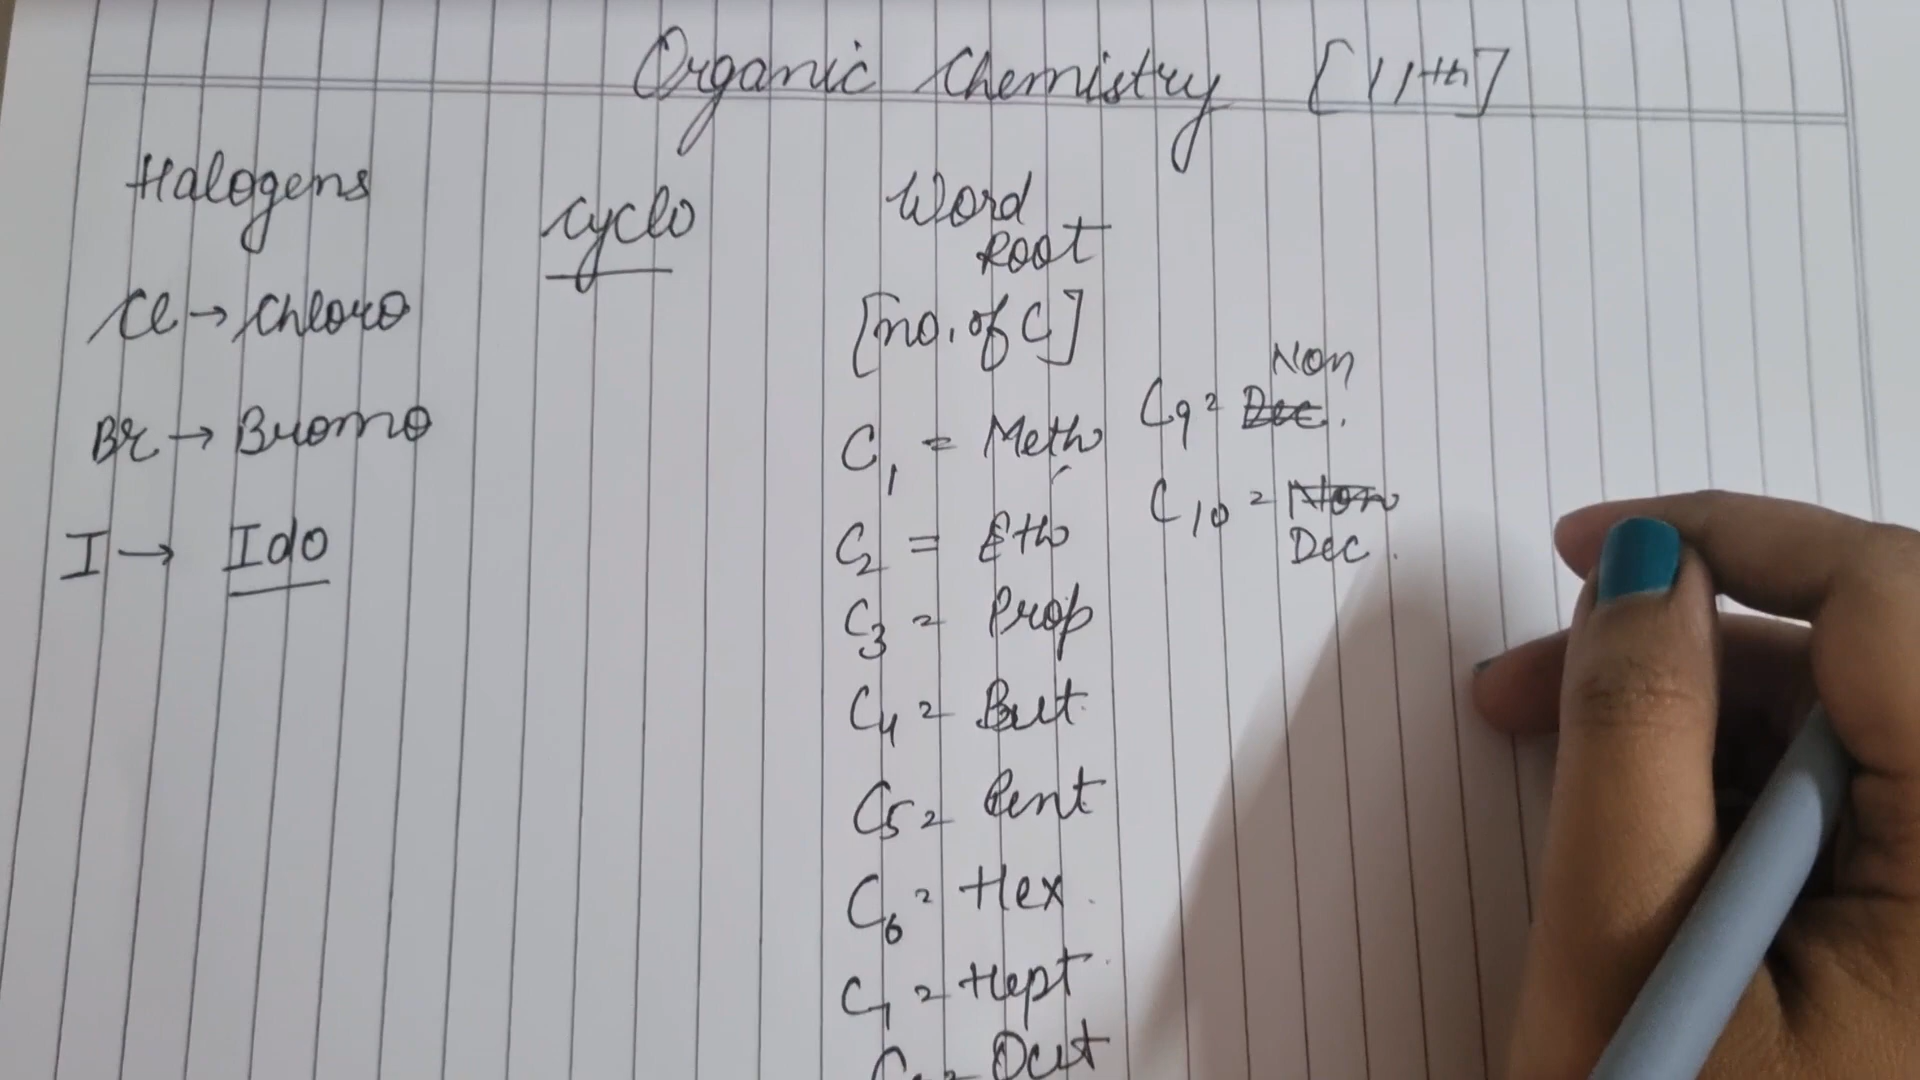 Organic Chemistry [11th]
Halogens
Cl → Chloro
Br → Bromo
I → Ido
Cyclo
Word
Root
[no. of C]
C1 = Meth
C2 = Eth
C3 = Prop
C4 = But
C5 = Pent
C6 = Hex
C7 = Hept
= Oct
Non
C9 = Dec.
C10 = Non
Dec.